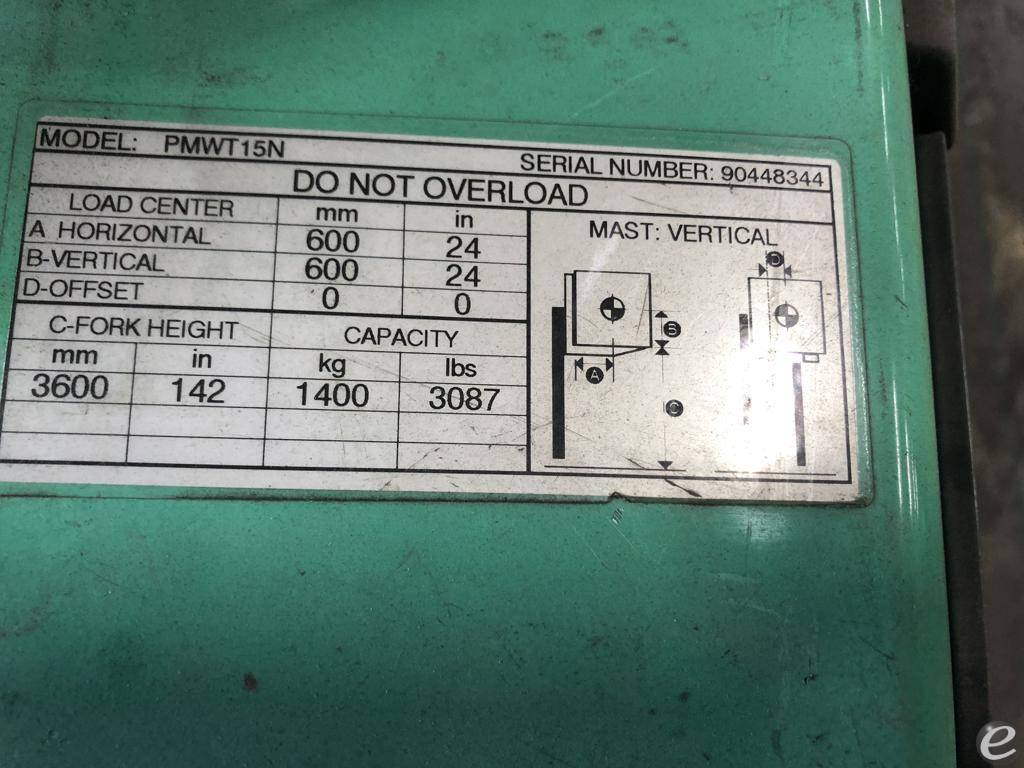 MODEL: PMWT15N
SERIAL NUMBER: 90448344
DO NOT OVERLOAD
LOAD CENTER mm in
A HORIZONTAL 600 24
B-VERTICAL 600 24
D-OFFSET 0 0
C-FORK HEIGHT CAPACITY
mm in kg lbs
3600 142 1400 3087
MAST: VERTICAL
D
B
A
C
e